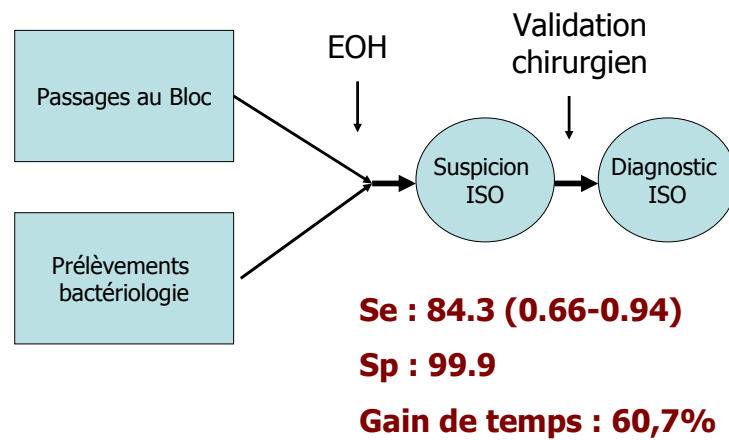 Passages au Bloc
Prélèvements
bactériologie
EOH
Validation
chirurgien
Suspicion
ISO
Diagnostic
ISO
Se : 84.3 (0.66-0.94)
Sp : 99.9
Gain de temps : 60,7%